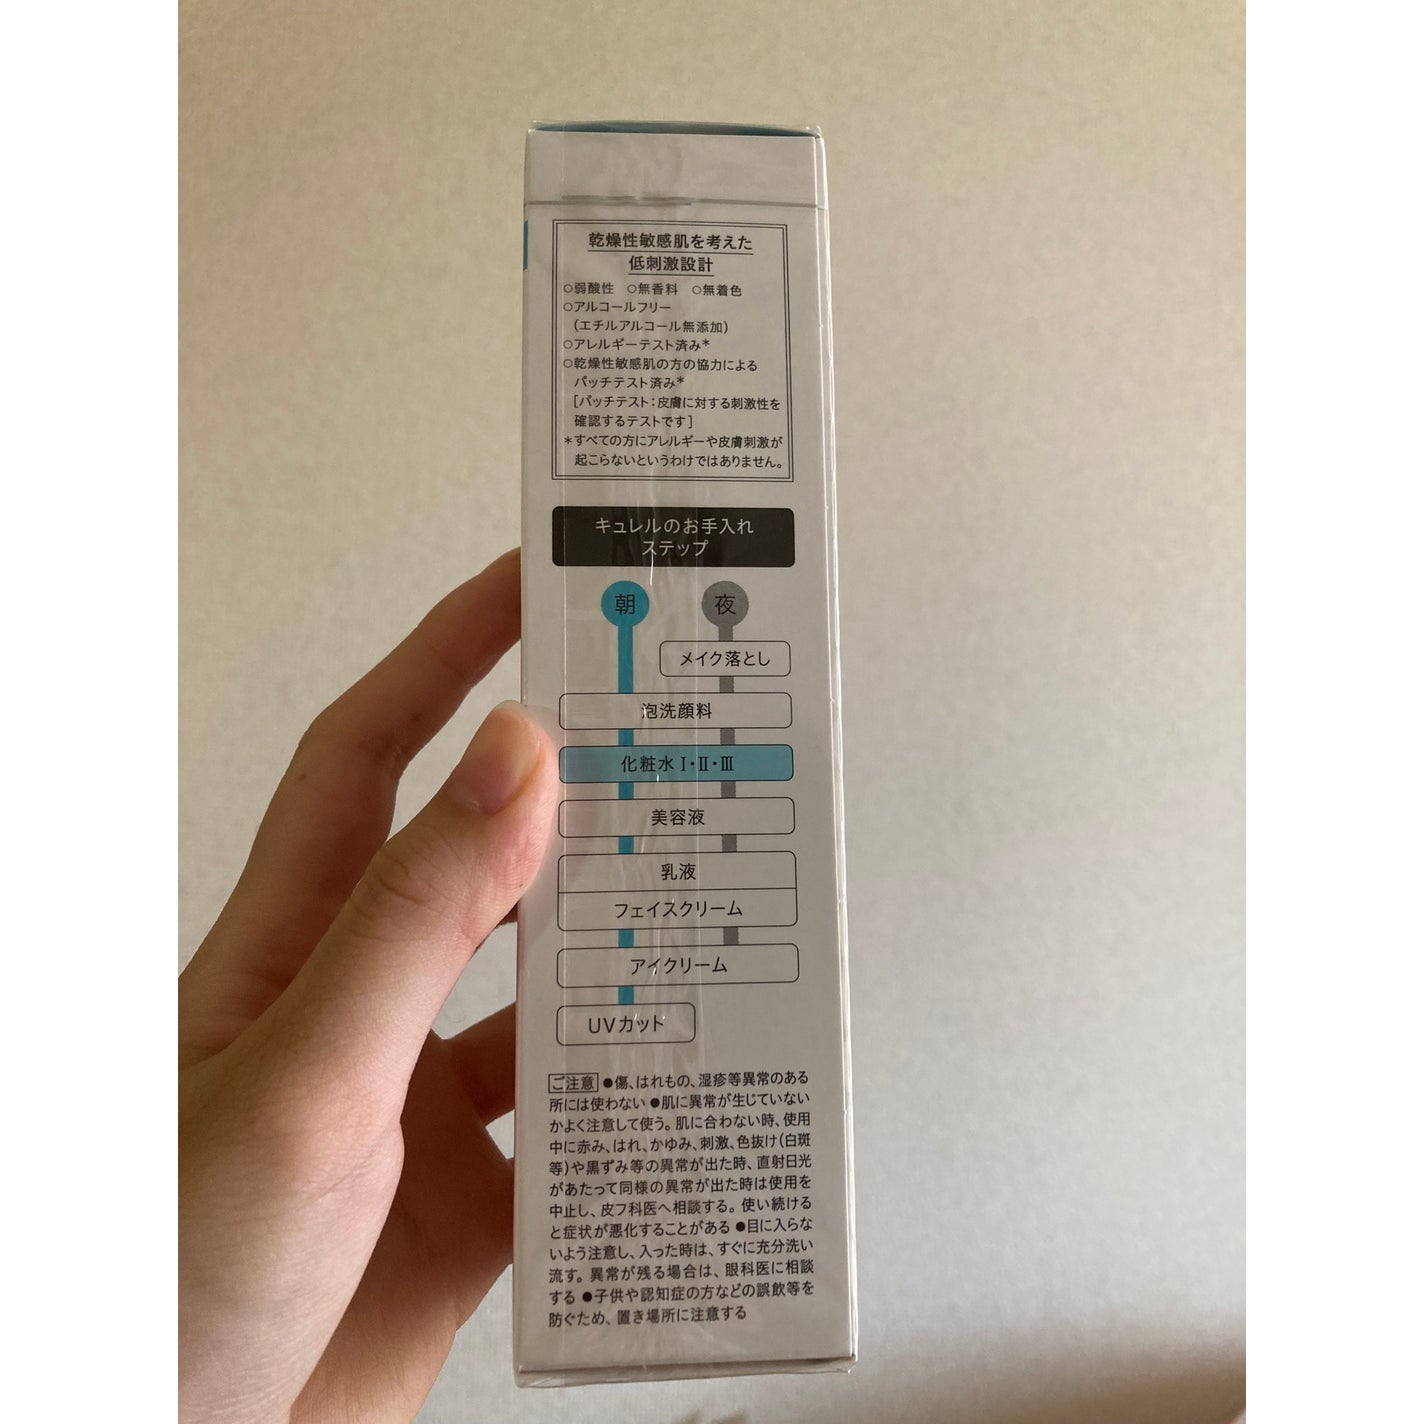 乾燥性敏感肌を考えた
低刺激設計
○弱酸性 ○無香料 ○無着色
○アルコールフリー
(エチルアルコール無添加)
○アレルギーテスト済み*
○乾燥性敏感肌の方の協力による
パッチテスト済み*
[パッチテスト:皮膚に対する刺激性を
確認するテストです]
*すべての方にアレルギーや皮膚刺激が
起こらないというわけではありません。
キュレルのお手入れ
ステップ
朝 夜
メイク落とし
泡洗顔料
化粧水Ⅰ・Ⅱ・Ⅲ
美容液
乳液
フェイスクリーム
アイクリーム
UVカット
ご注意 ●傷、はれもの、湿疹等異常のある
所には使わない ●肌に異常が生じていない
かよく注意して使う。肌に合わない時、使用
中に赤み、はれ、かゆみ、刺激、色抜け(白斑
等)や黒ずみ等の異常が出た時、直射日光
があたって同様の異常が出た時は使用を
中止し、皮フ科医へ相談する。使い続ける
と症状が悪化することがある ●目に入らな
いよう注意し、入った時は、すぐに充分洗い
流す。異常が残る場合は、眼科医に相談
する ●子供や認知症の方などの誤飲等を
防ぐため、置き場所に注意する